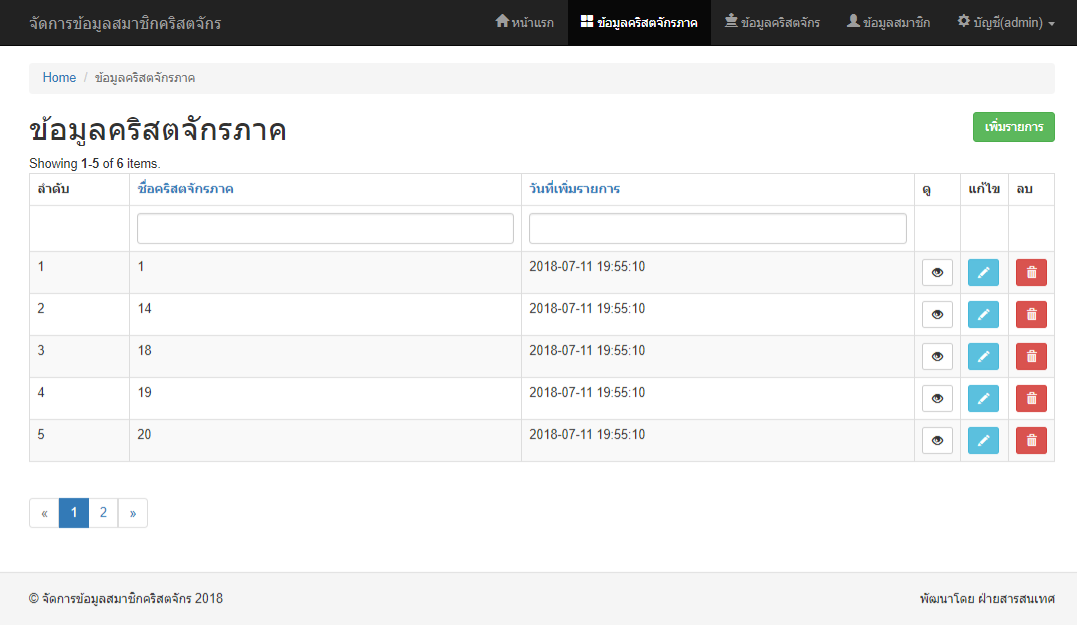 จัดการข้อมูลสมาชิกคริสตจักร หน้าแรก ข้อมูลคริสตจักรภาค ข้อมูลคริสตจักร ข้อมูลสมาชิก บัญชี(admin)
Home / ข้อมูลคริสตจักรภาค
ข้อมูลคริสตจักรภาค เพิ่มรายการ
Showing 1-5 of 6 items.
ลำดับ ชื่อคริสตจักรภาค วันที่เพิ่มรายการ ดู แก้ไข ลบ
1 1 2018-07-11 19:55:10
2 14 2018-07-11 19:55:10
3 18 2018-07-11 19:55:10
4 19 2018-07-11 19:55:10
5 20 2018-07-11 19:55:10
« 1 2 »
© จัดการข้อมูลสมาชิกคริสตจักร 2018 พัฒนาโดย ฝ่ายสารสนเทศ